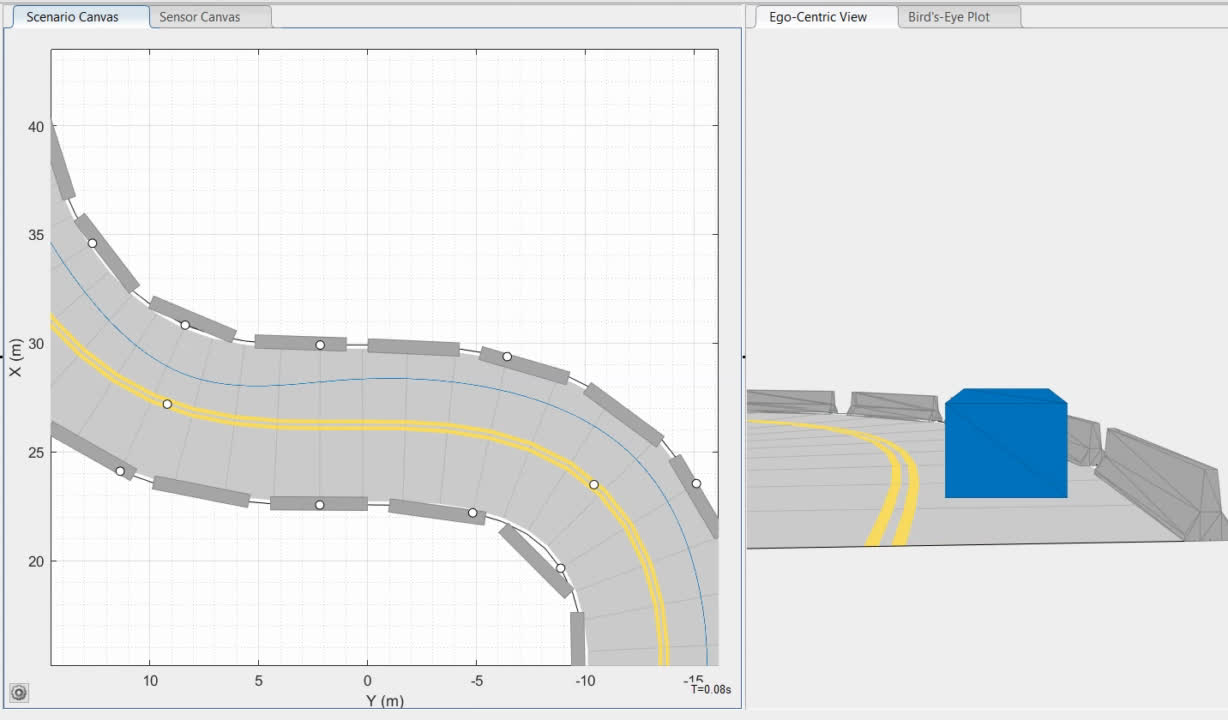 Scenario Canvas
Sensor Canvas
Ego-Centric View
Bird's-Eye Plot
40
35
30
25
20
X (m)
10
5
0
-5
-10
-15
T=0.08s
Y (m)